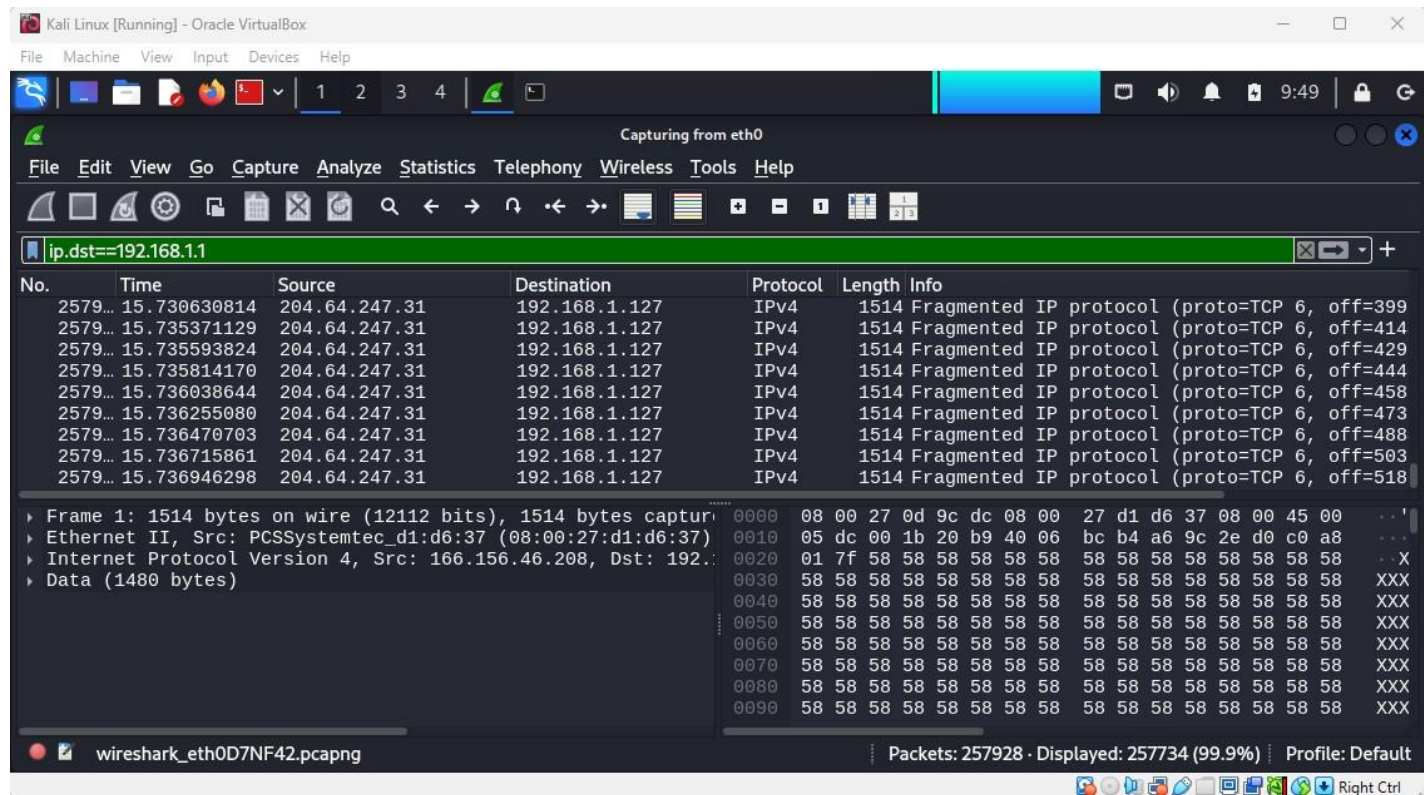 Kali Linux [Running] - Oracle VirtualBox
File Machine View Input Devices Help
1 2 3 4 9:49
Capturing from eth0
File Edit View Go Capture Analyze Statistics Telephony Wireless Tools Help
ip.dst==192.168.1.1
No. Time Source Destination Protocol Length Info
2579… 15.730630814 204.64.247.31 192.168.1.127 IPv4 1514 Fragmented IP protocol (proto=TCP 6, off=399
2579… 15.735371129 204.64.247.31 192.168.1.127 IPv4 1514 Fragmented IP protocol (proto=TCP 6, off=414
2579… 15.735593824 204.64.247.31 192.168.1.127 IPv4 1514 Fragmented IP protocol (proto=TCP 6, off=429
2579… 15.735814170 204.64.247.31 192.168.1.127 IPv4 1514 Fragmented IP protocol (proto=TCP 6, off=444
2579… 15.736038644 204.64.247.31 192.168.1.127 IPv4 1514 Fragmented IP protocol (proto=TCP 6, off=458
2579… 15.736255080 204.64.247.31 192.168.1.127 IPv4 1514 Fragmented IP protocol (proto=TCP 6, off=473
2579… 15.736470703 204.64.247.31 192.168.1.127 IPv4 1514 Fragmented IP protocol (proto=TCP 6, off=488
2579… 15.736715861 204.64.247.31 192.168.1.127 IPv4 1514 Fragmented IP protocol (proto=TCP 6, off=503
2579… 15.736946298 204.64.247.31 192.168.1.127 IPv4 1514 Fragmented IP protocol (proto=TCP 6, off=518
Frame 1: 1514 bytes on wire (12112 bits), 1514 bytes captur
Ethernet II, Src: PCSSystemtec_d1:d6:37 (08:00:27:d1:d6:37)
Internet Protocol Version 4, Src: 166.156.46.208, Dst: 192.
Data (1480 bytes)
0000 08 00 27 0d 9c dc 08 00 27 d1 d6 37 08 00 45 00 ··'
0010 05 dc 00 1b 20 b9 40 06 bc b4 a6 9c 2e d0 c0 a8 ···
0020 01 7f 58 58 58 58 58 58 58 58 58 58 58 58 58 58 ··X
0030 58 58 58 58 58 58 58 58 58 58 58 58 58 58 58 58 XXX
0040 58 58 58 58 58 58 58 58 58 58 58 58 58 58 58 58 XXX
0050 58 58 58 58 58 58 58 58 58 58 58 58 58 58 58 58 XXX
0060 58 58 58 58 58 58 58 58 58 58 58 58 58 58 58 58 XXX
0070 58 58 58 58 58 58 58 58 58 58 58 58 58 58 58 58 XXX
0080 58 58 58 58 58 58 58 58 58 58 58 58 58 58 58 58 XXX
0090 58 58 58 58 58 58 58 58 58 58 58 58 58 58 58 58 XXX
wireshark_eth0D7NF42.pcapng Packets: 257928 · Displayed: 257734 (99.9%) Profile: Default
Right Ctrl